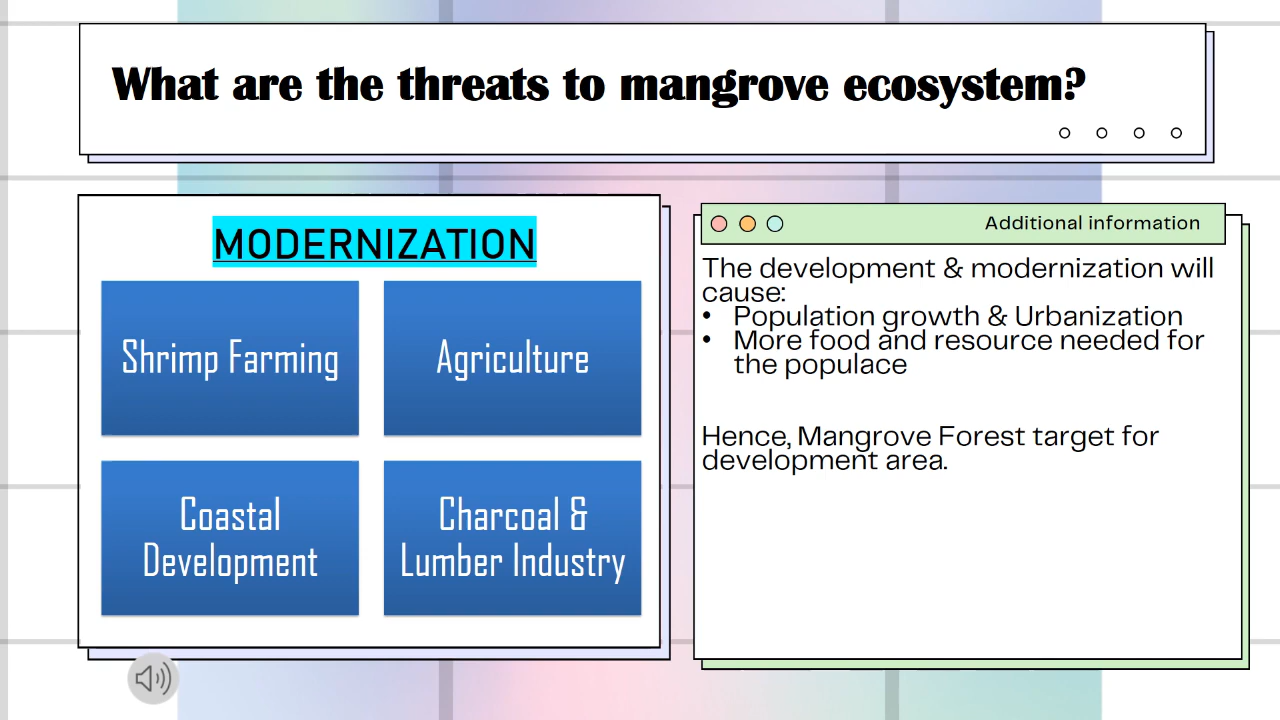 What are the threats to mangrove ecosystem?
MODERNIZATION
Shrimp Farming
Agriculture
Coastal
Development
Charcoal &
Lumber Industry
Additional information
The development & modernization will
cause:
• Population growth & Urbanization
• More food and resource needed for
the populace
Hence, Mangrove Forest target for
development area.